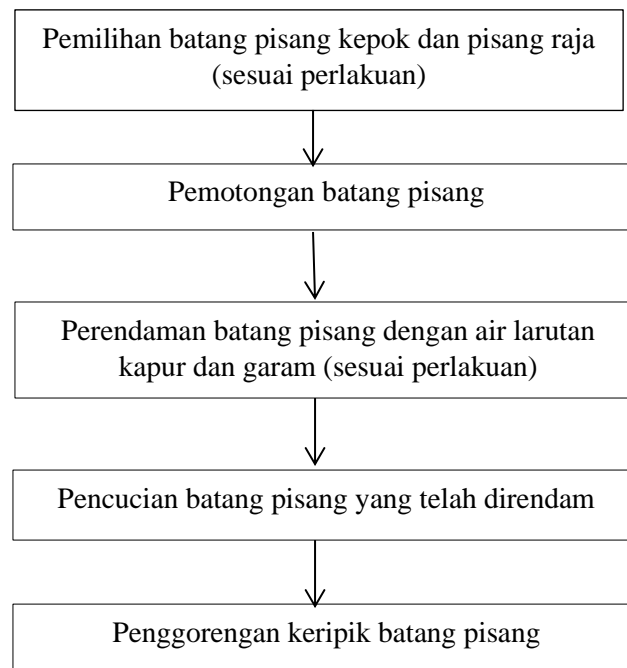 Pemilihan batang pisang kepok dan pisang raja
(sesuai perlakuan)
Pemotongan batang pisang
Perendaman batang pisang dengan air larutan
kapur dan garam (sesuai perlakuan)
Pencucian batang pisang yang telah direndam
Penggorengan keripik batang pisang